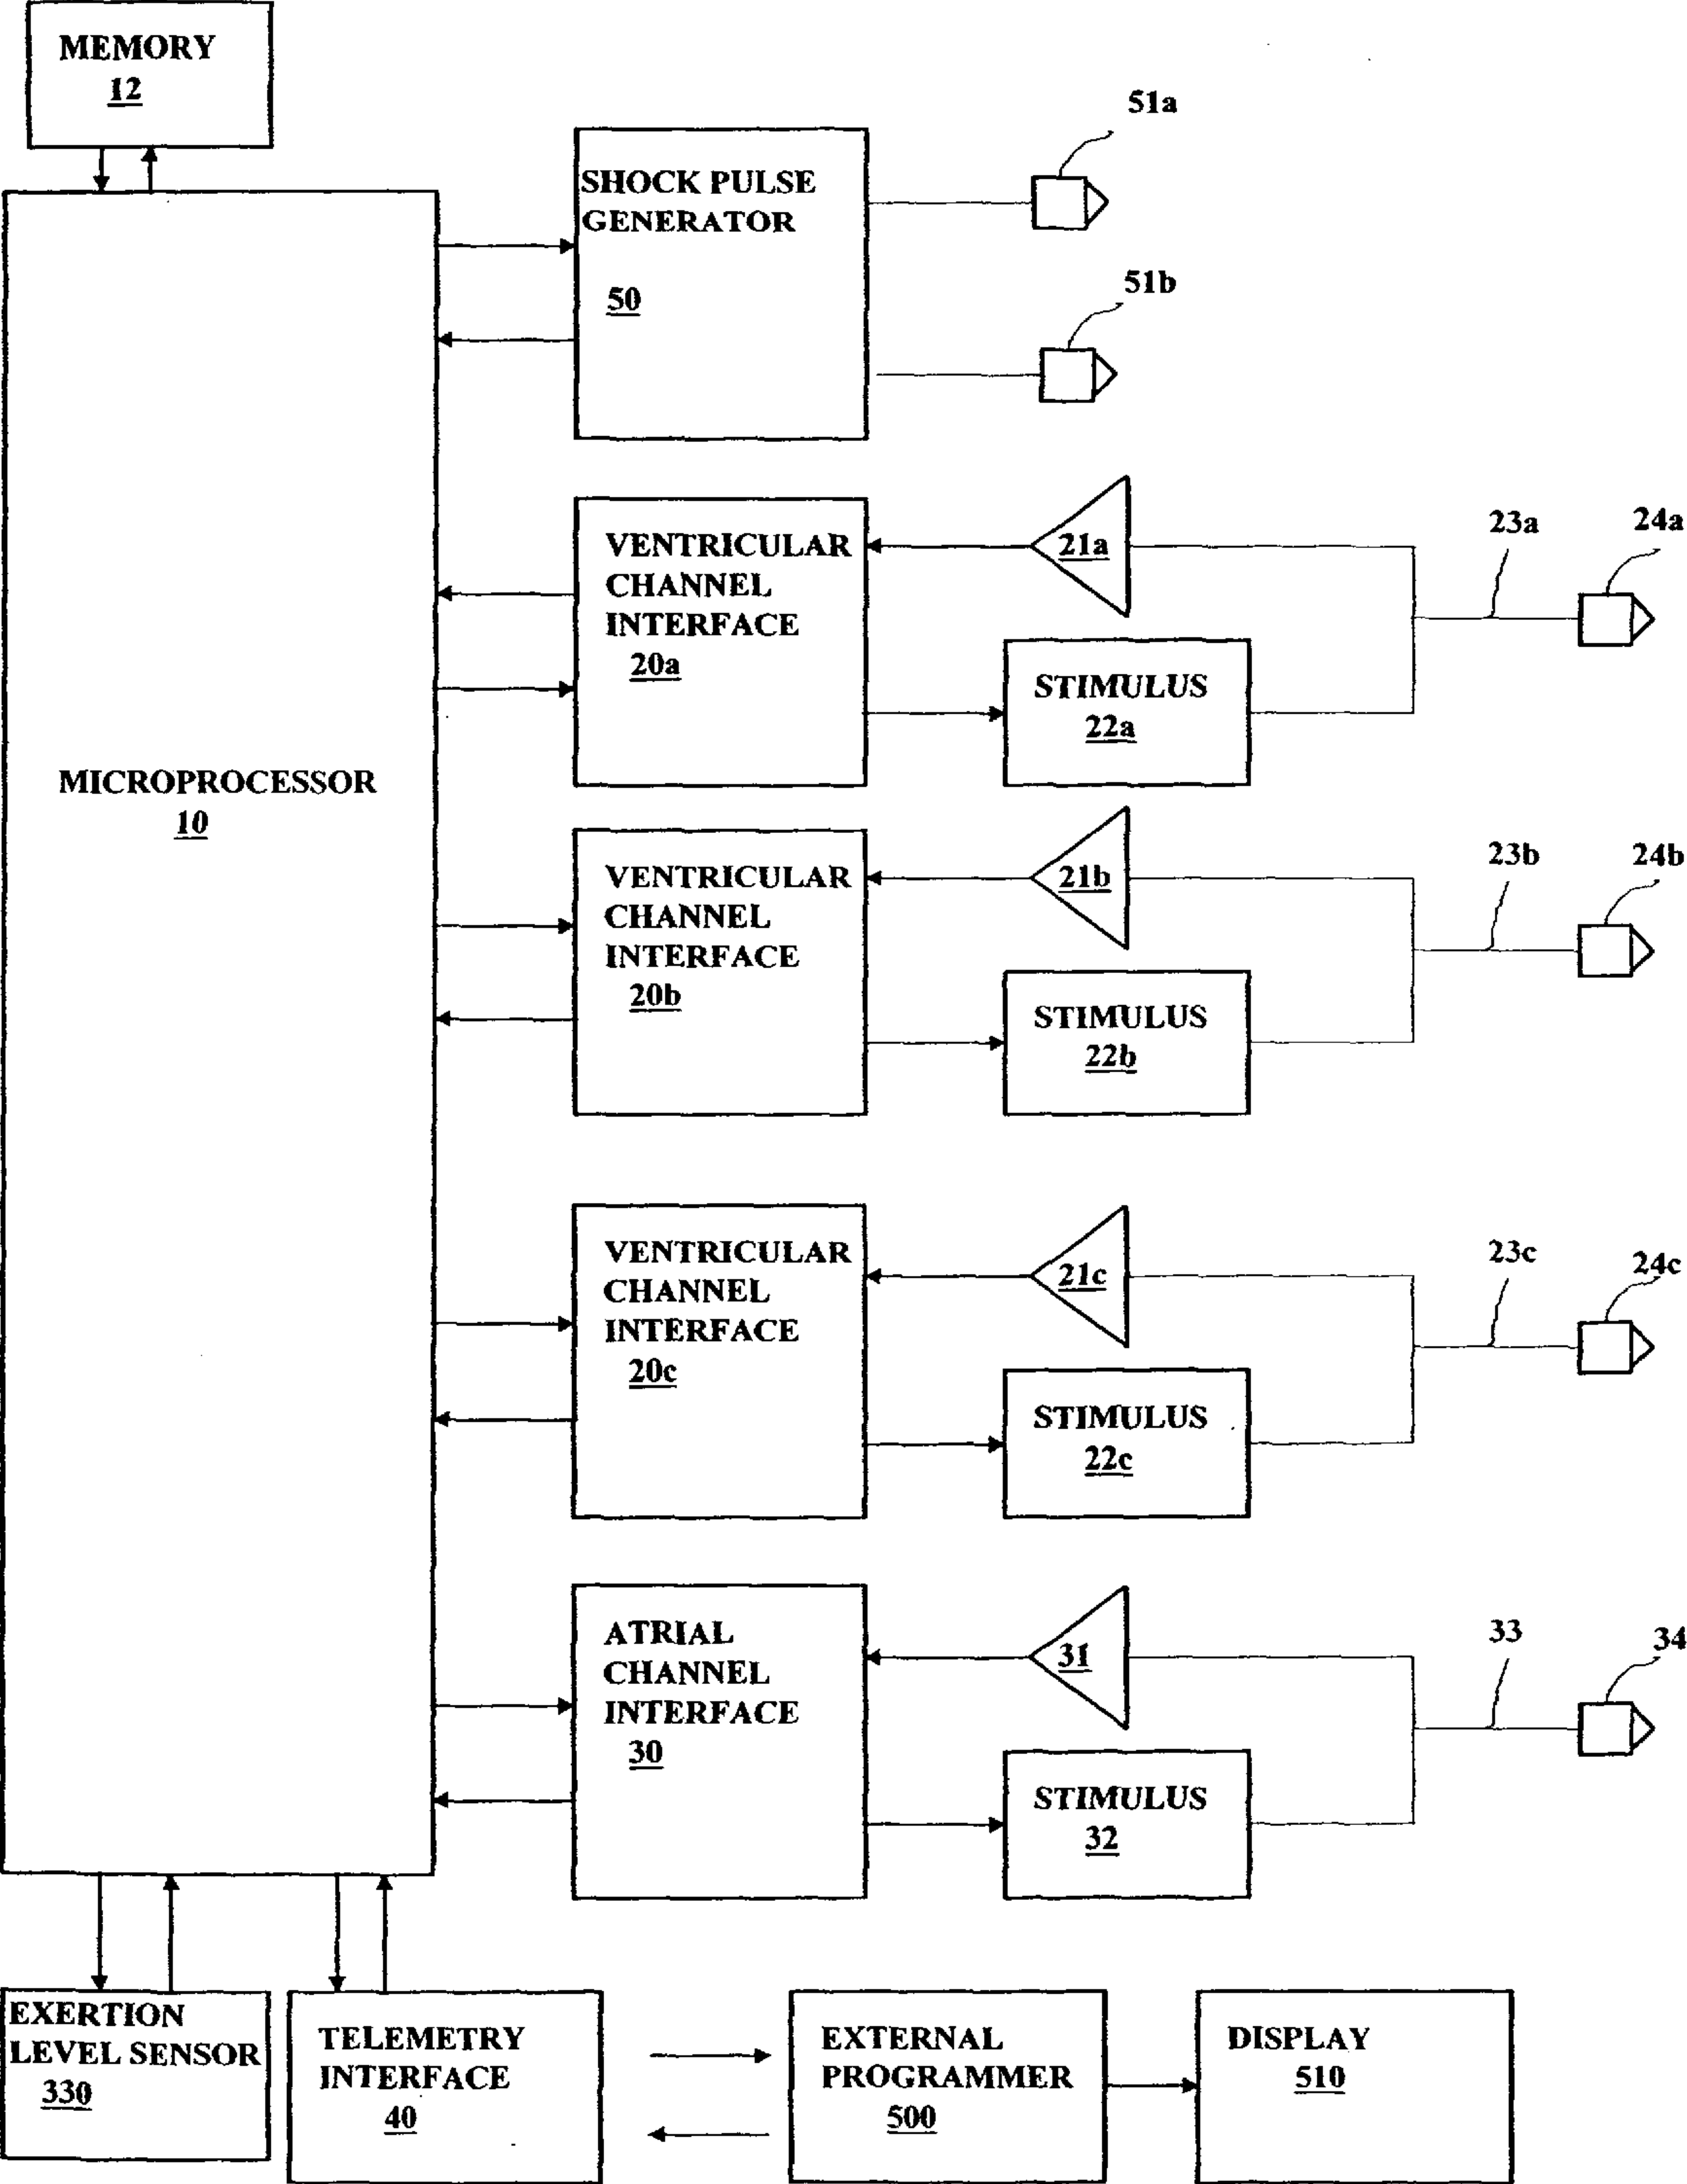 MEMORY
12
51a
SHOCK PULSE
GENERATOR
50
51b
VENTRICULAR
CHANNEL
INTERFACE
20a
21a
23a
24a
STIMULUS
22a
MICROPROCESSOR
10
VENTRICULAR
CHANNEL
INTERFACE
20b
21b
23b
24b
STIMULUS
22b
VENTRICULAR
CHANNEL
INTERFACE
20c
21c
23c
24c
STIMULUS
22c
ATRIAL
CHANNEL
INTERFACE
30
31
33
34
STIMULUS
32
EXERTION
LEVEL SENSOR
330
TELEMETRY
INTERFACE
40
EXTERNAL
PROGRAMMER
500
DISPLAY
510